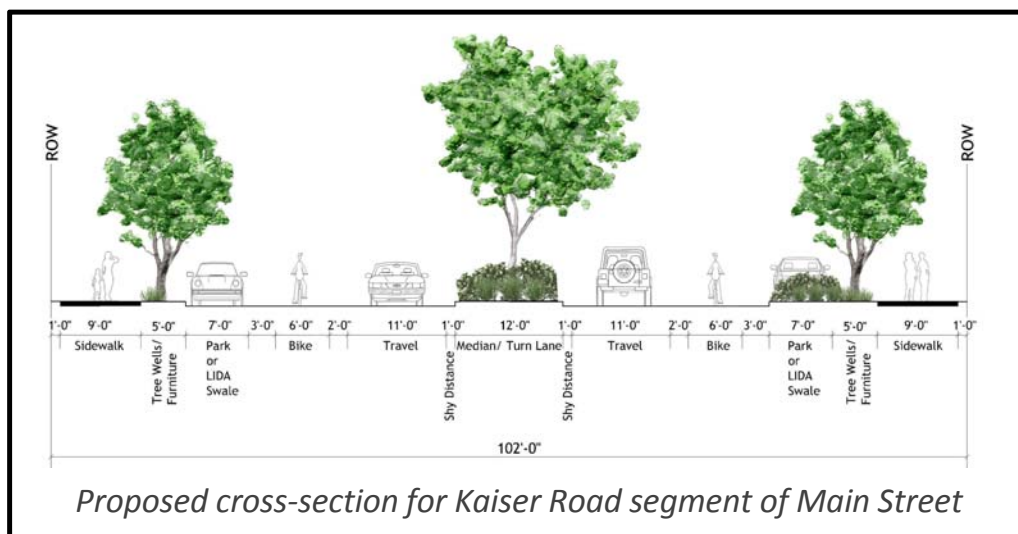 ROW
ROW
1'-0" 9'-0" 5'-0" 7'-0" 3'-0" 6'-0" 2'-0" 11'-0" 1'-0" 12'-0" 1'-0" 11'-0" 2'-0" 6'-0" 3'-0" 7'-0" 5'-0" 9'-0" 1'-0"
Sidewalk
Tree Wells/
Furniture
Park
or
LIDA
Swale
Bike
Travel
Shy Distance
Median/ Turn Lane
Shy Distance
Travel
Bike
Park
or
LIDA
Swale
Tree Wells/
Furniture
Sidewalk
102'-0"
Proposed cross-section for Kaiser Road segment of Main Street